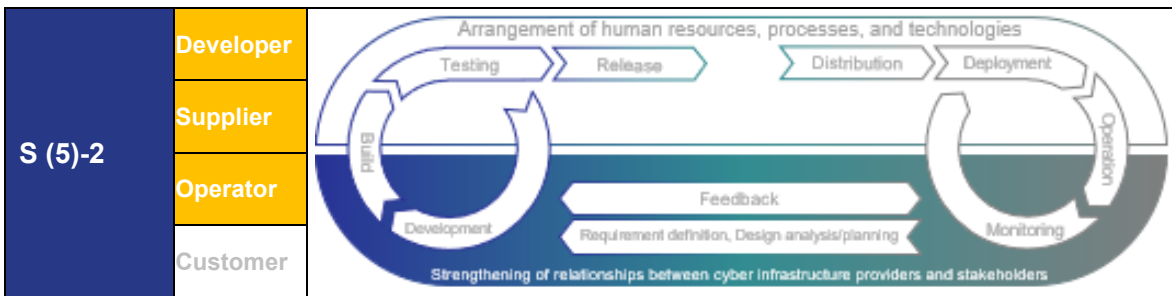 S (5)-2
Developer
Supplier
Operator
Customer
Arrangement of human resources, processes, and technologies
Testing
Release
Distribution
Deployment
Build
Operation
Development
Feedback
Requirement definition, Design analysis/planning
Monitoring
Strengthening of relationships between cyber infrastructure providers and stakeholders